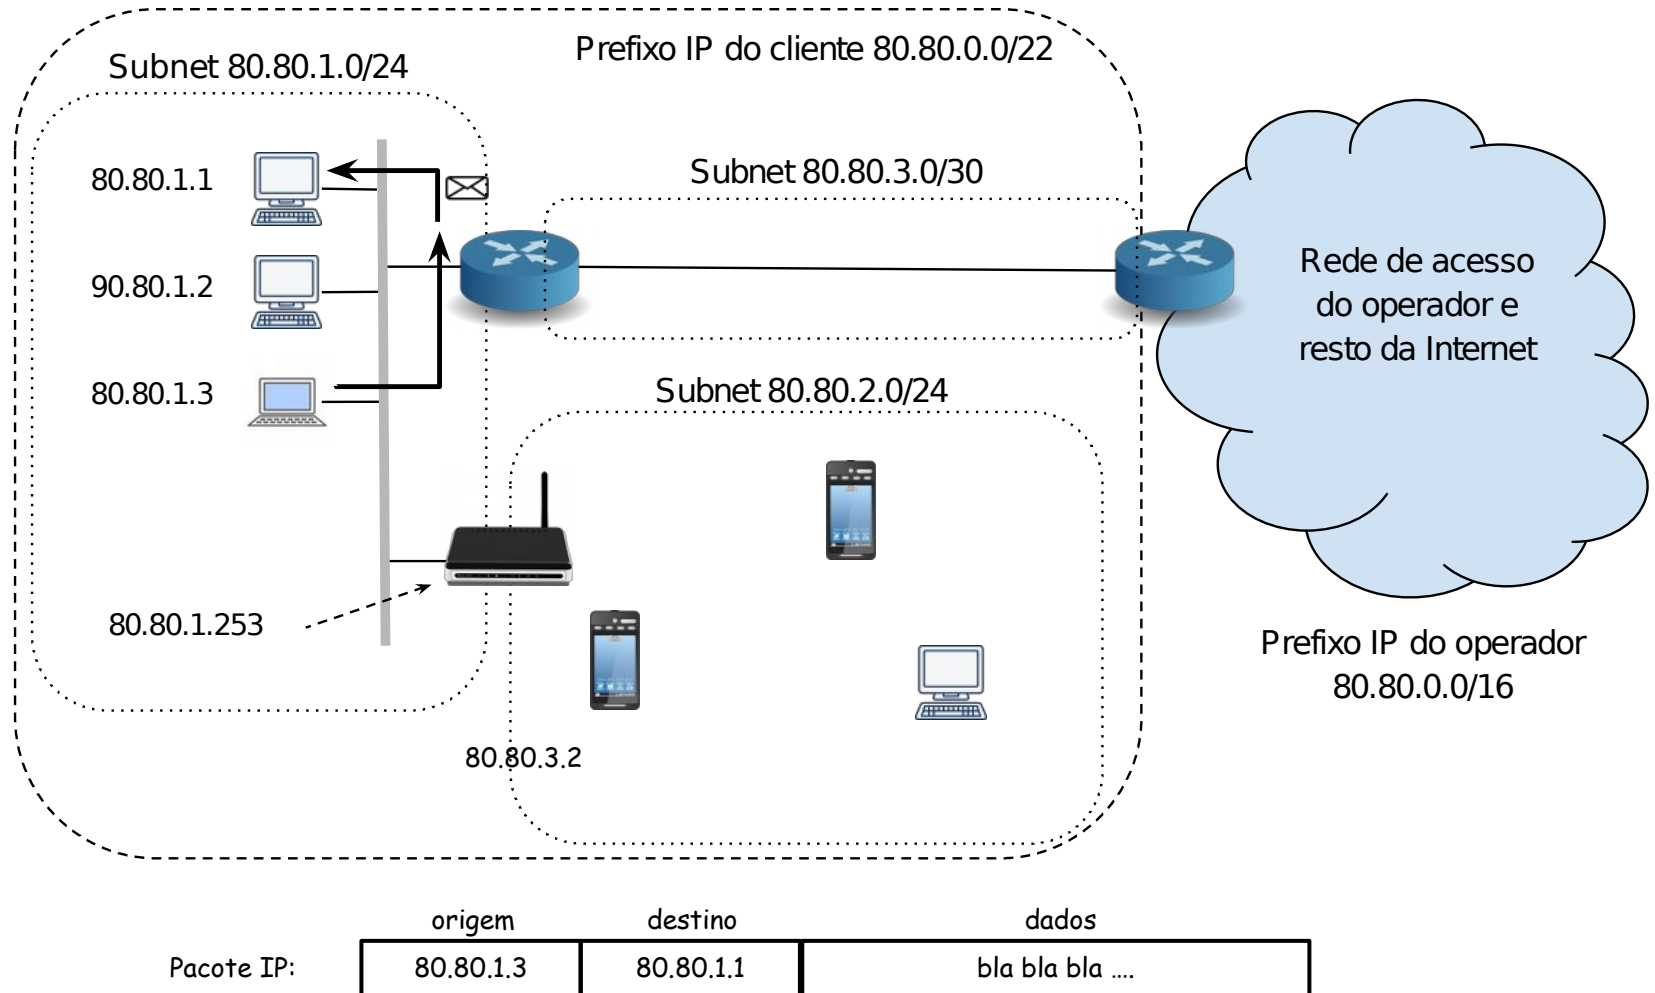 Prefixo IP do cliente 80.80.0.0/22
Subnet 80.80.1.0/24
80.80.1.1
Subnet 80.80.3.0/30
90.80.1.2
Rede de acesso
do operador e
resto da Internet
80.80.1.3
Subnet 80.80.2.0/24
80.80.1.253
Prefixo IP do operador
80.80.0.0/16
80.80.3.2
origem destino dados
Pacote IP: 80.80.1.3 80.80.1.1 bla bla bla ....